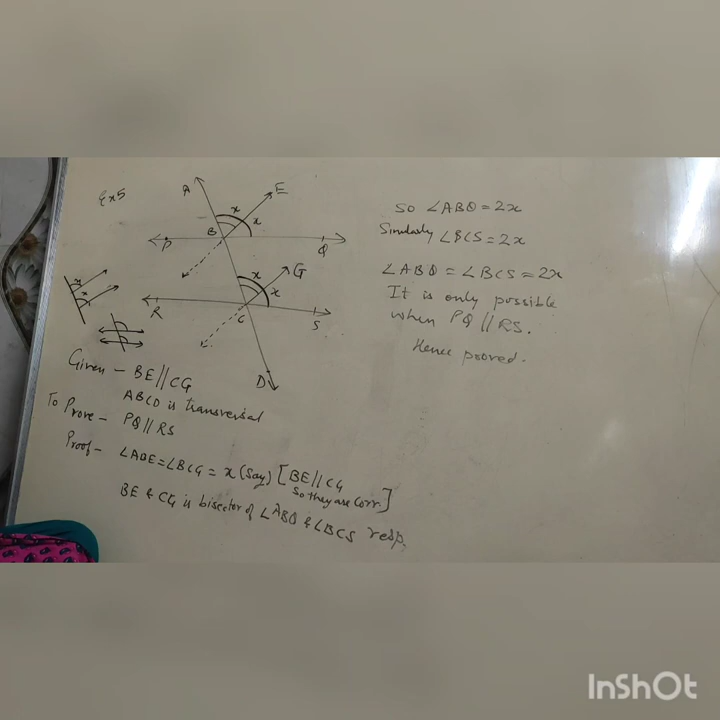 Ex5
A
E
x
x
B
P
Q
x
G
x
R
C
S
D
x
x
Given – BE||CG
ABCD is transversal
To Prove – PQ||RS
Proof – ∠ABE=∠BCG = x (Say) [BE||CG
So they are Corr.]
BE & CG is bisector of ∠ABQ & ∠BCS resp.
SO ∠ABQ = 2x
Similarly ∠BCS = 2x
∠ABQ = ∠BCS = 2x
It is only possible
when PQ || RS.
Hence proved.
InShOt